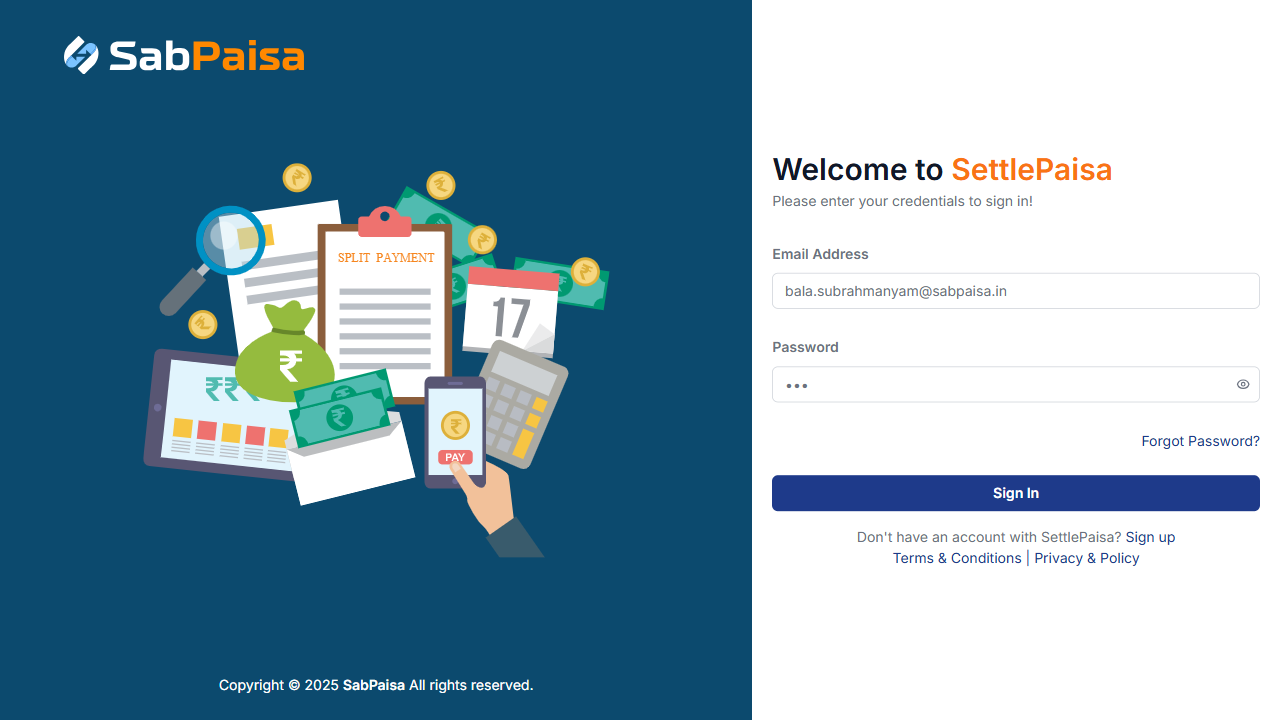 SabPaisa
SPLIT PAYMENT
17
₹
₹₹
₹
PAY
Copyright © 2025 SabPaisa All rights reserved.
Welcome to SettlePaisa
Please enter your credentials to sign in!
Email Address
bala.subrahmanyam@sabpaisa.in
Password
•••
Forgot Password?
Sign In
Don't have an account with SettlePaisa? Sign up
Terms & Conditions | Privacy & Policy